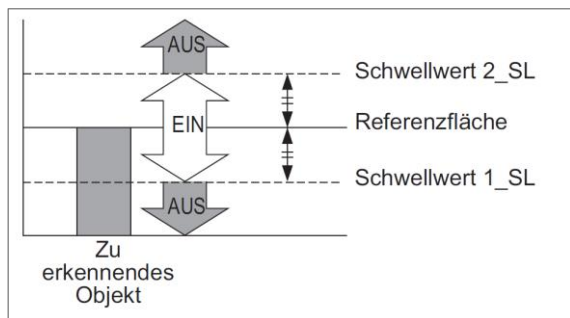 AUS
Schwellwert 2_SL
EIN
Referenzfläche
Schwellwert 1_SL
AUS
Zu
erkennendes
Objekt